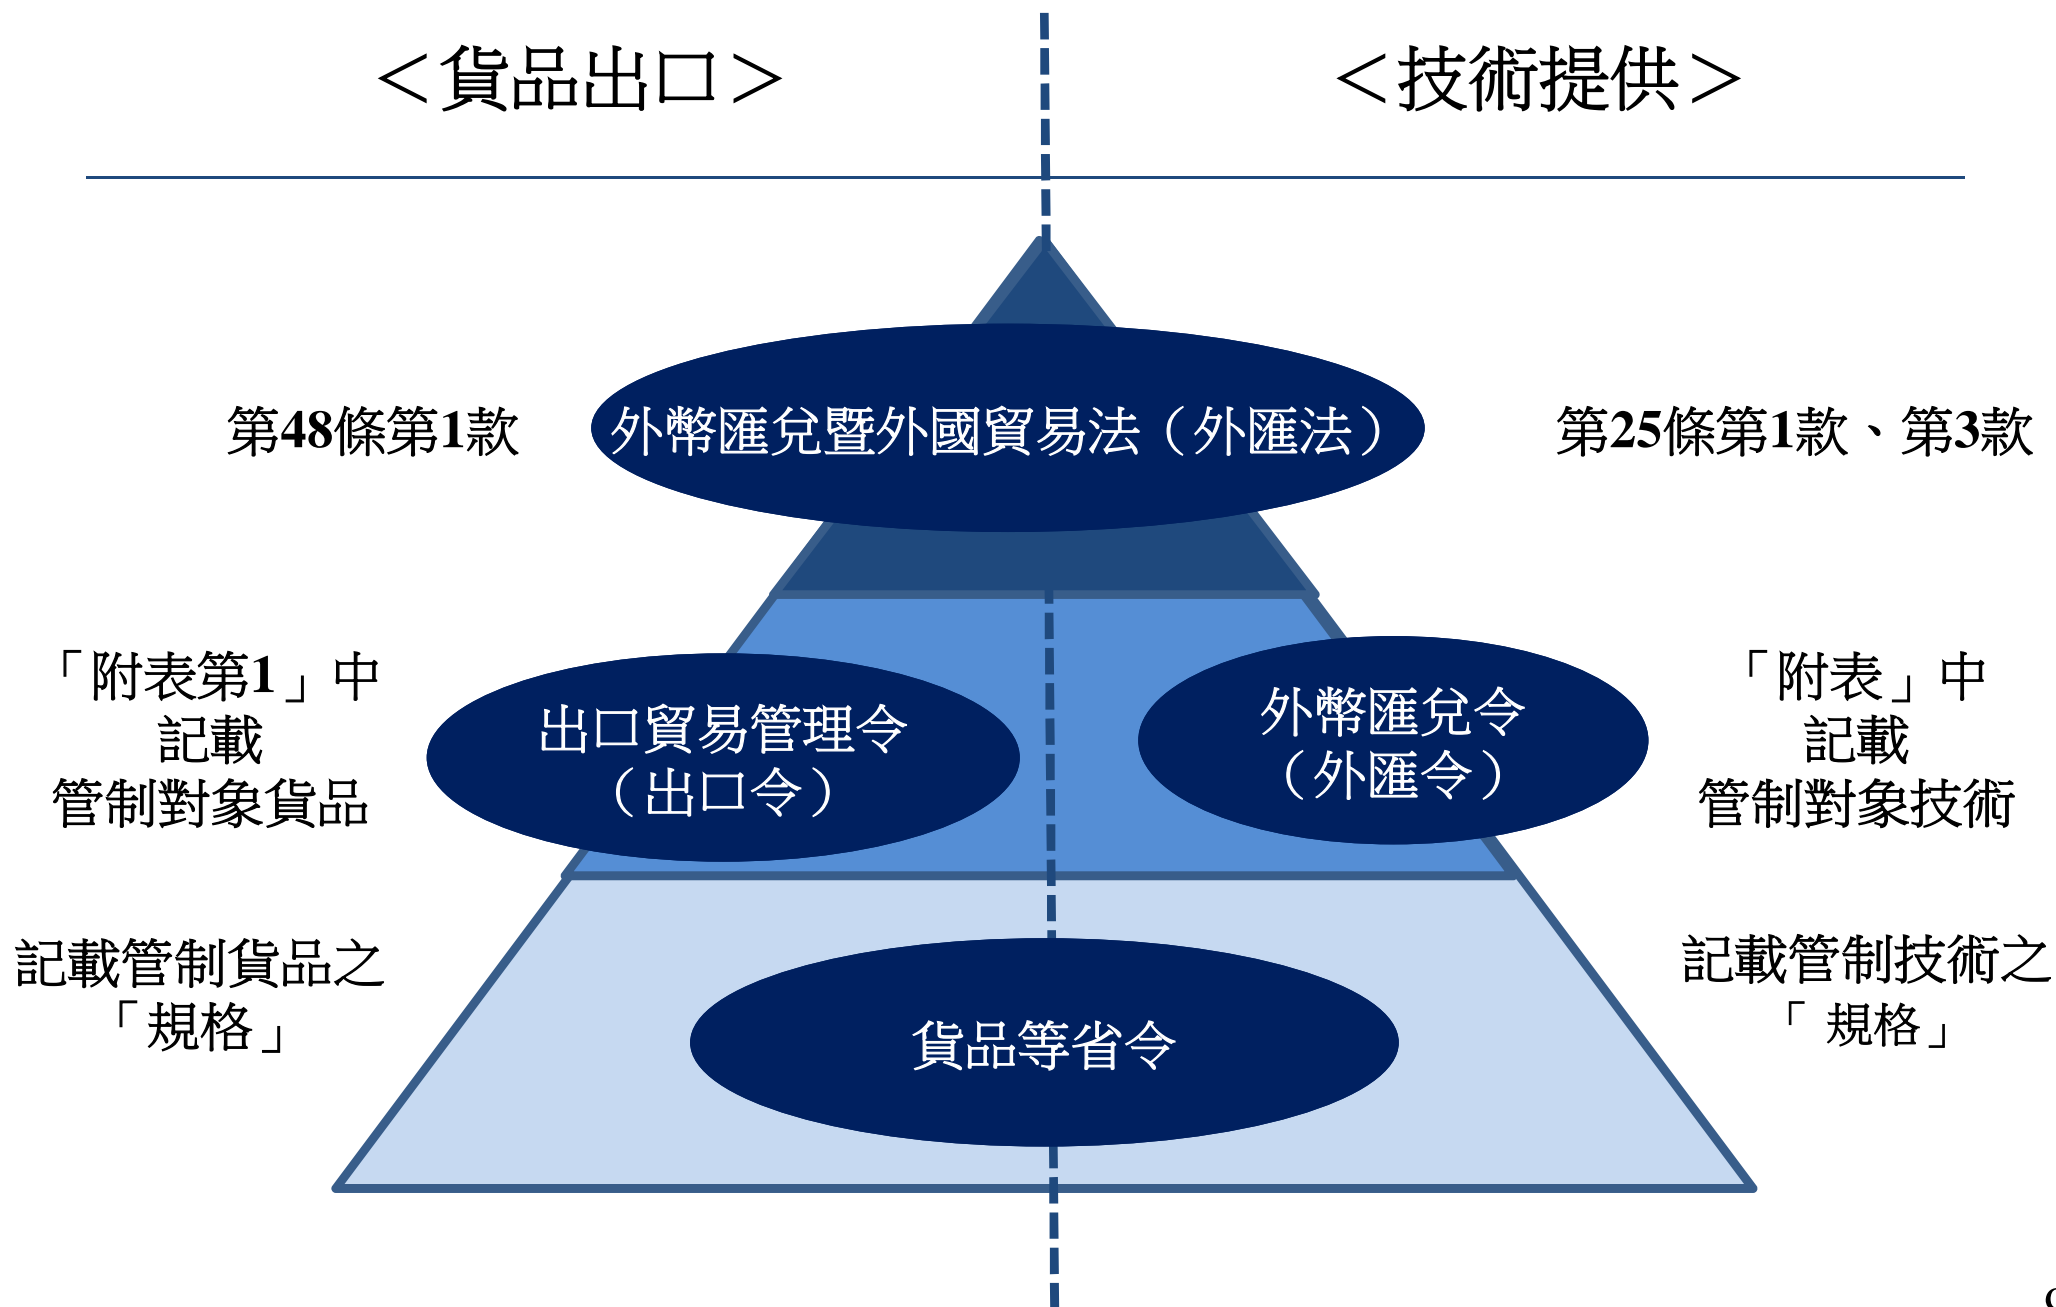 ＜貨品出口＞
＜技術提供＞
第48條第1款
外幣匯兌暨外國貿易法（外匯法）
第25條第1款、第3款
「附表第1」中
記載
管制對象貨品
出口貿易管理令
（出口令）
外幣匯兌令
（外匯令）
「附表」中
記載
管制對象技術
記載管制貨品之
「規格」
貨品等省令
記載管制技術之
「 規格」